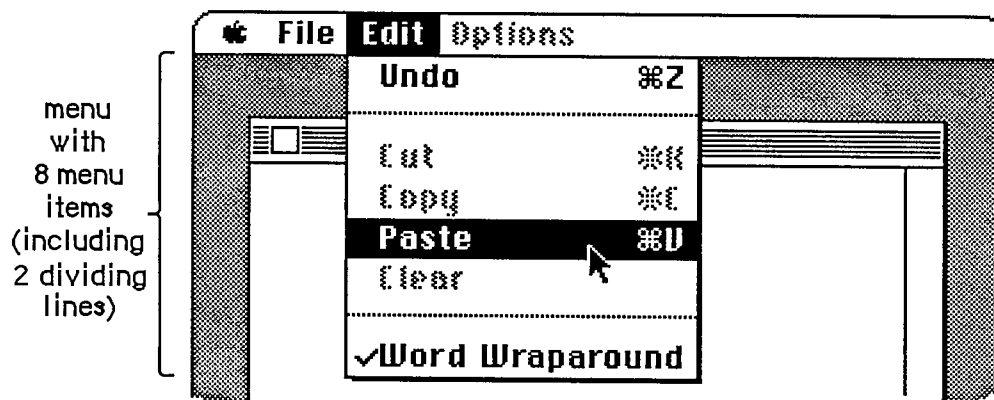 File Edit Options
Undo ⌘Z
Cut ⌘X
Copy ⌘C
Paste ⌘V
Clear
✓Word Wraparound
menu
with
8 menu
items
(including
2 dividing
lines)